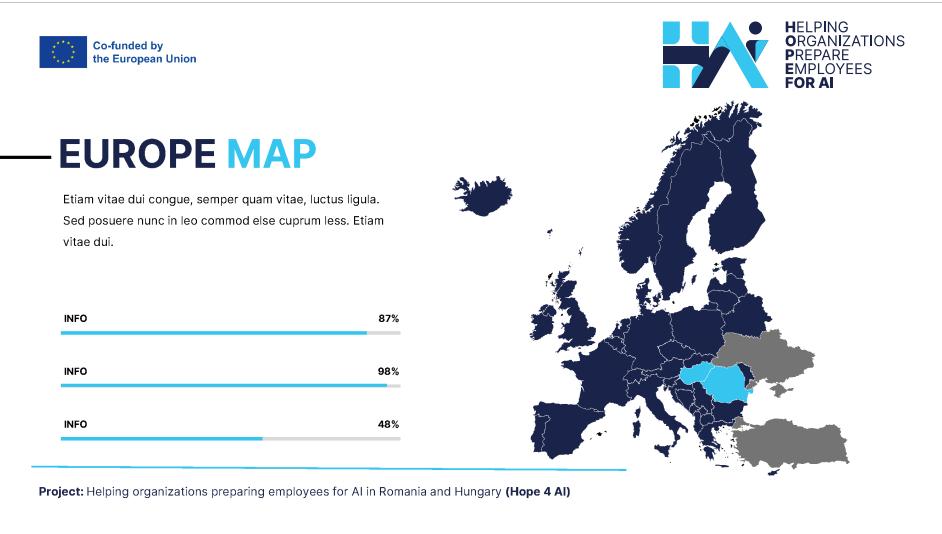 Co-funded by
the European Union
HELPING
ORGANIZATIONS
PREPARE
EMPLOYEES
FOR AI
EUROPE MAP
Etiam vitae dui congue, semper quam vitae, luctus ligula.
Sed posuere nunc in leo commod else cuprum less. Etiam
vitae dui.
INFO 87%
INFO 98%
INFO 48%
Project: Helping organizations preparing employees for AI in Romania and Hungary (Hope 4 AI)